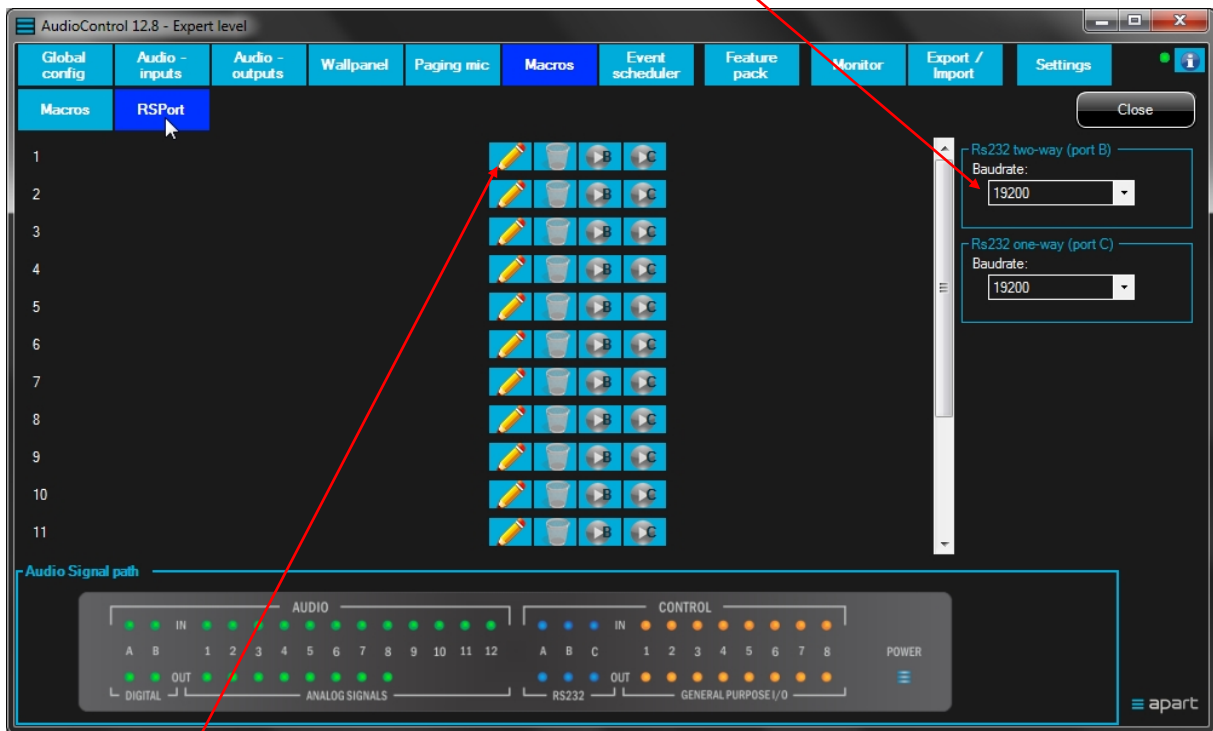 AudioControl 12.8 - Expert level
Global config
Audio - inputs
Audio - outputs
Wallpanel
Paging mic
Macros
Event scheduler
Feature pack
Monitor
Export / Import
Settings
Macros
RSPort
Close
1
B
C
2
B
C
3
B
C
4
B
C
5
B
C
6
B
C
7
B
C
8
B
C
9
B
C
10
B
C
11
B
C
Rs232 two-way (port B)
Baudrate:
19200
Rs232 one-way (port C)
Baudrate:
19200
Audio Signal path
AUDIO
CONTROL
IN
IN
A B 1 2 3 4 5 6 7 8 9 10 11 12 A B C 1 2 3 4 5 6 7 8 POWER
OUT
OUT
DIGITAL
ANALOG SIGNALS
RS232
GENERAL PURPOSE I/O
apart